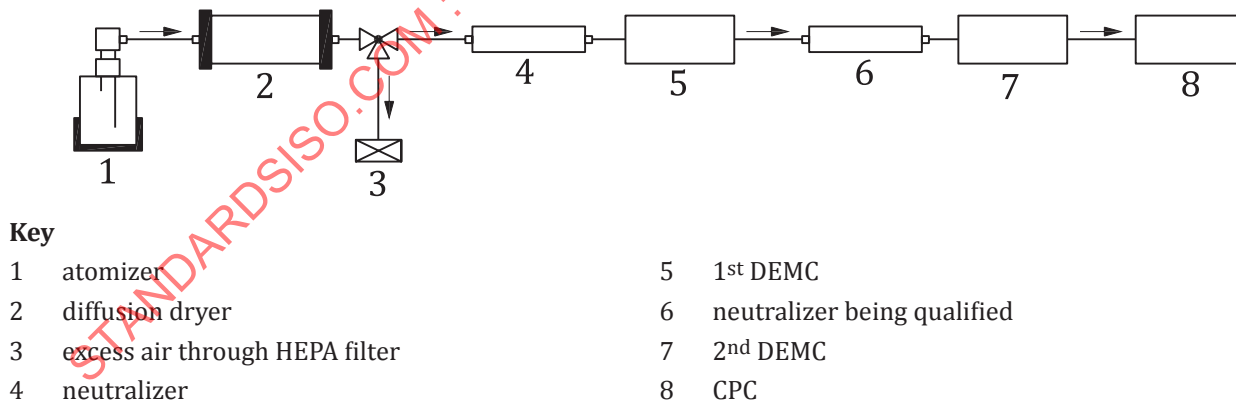 1
2
3
4
5
6
7
8
STANDARDSISO.COM :
Key
1 atomizer
2 diffusion dryer
3 excess air through HEPA filter
4 neutralizer
5 1st DEMC
6 neutralizer being qualified
7 2nd DEMC
8 CPC